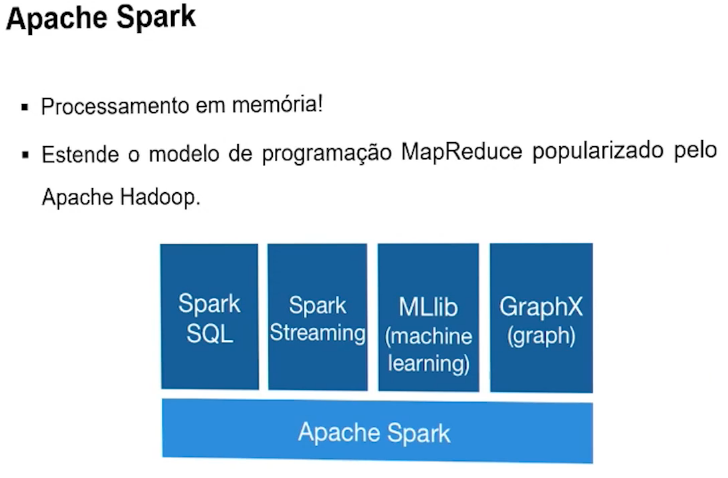 Apache Spark
▪ Processamento em memória!
▪ Estende o modelo de programação MapReduce popularizado pelo
Apache Hadoop.
Spark
SQL
Spark
Streaming
MLlib
(machine
learning)
GraphX
(graph)
Apache Spark